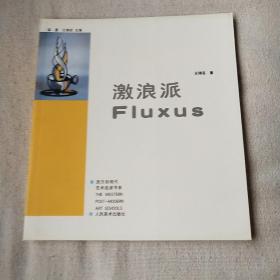 激浪派
Fluxus
西方后现代
艺术流派书系
THE WESTERN
POST-MODERN
ART SCHOOLS
人民美术出版社